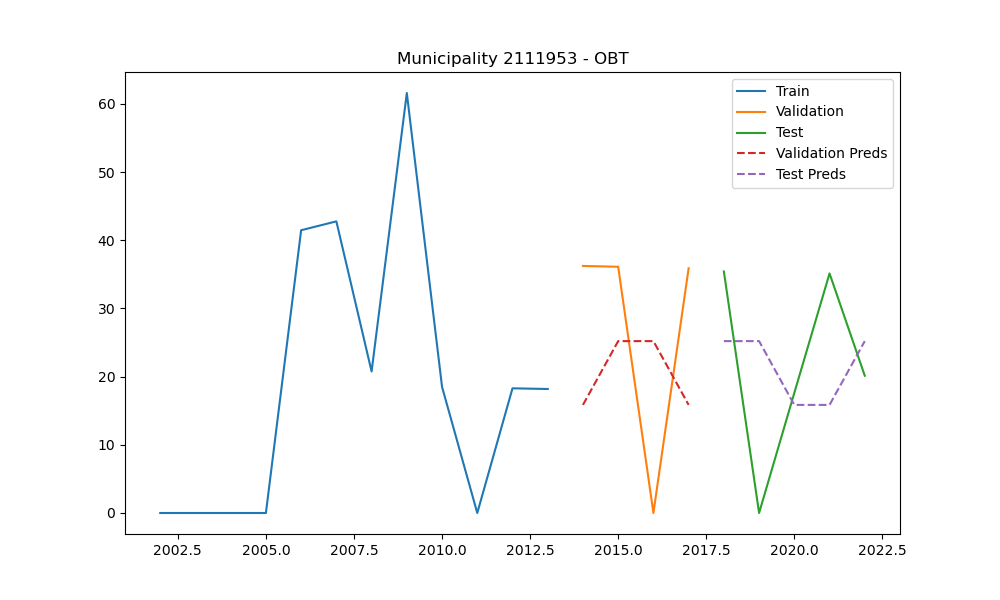 Municipality 2111953 - OBT
Train
Validation
Test
Validation Preds
Test Preds
60
50
40
30
20
10
0
2002.5 2005.0 2007.5 2010.0 2012.5 2015.0 2017.5 2020.0 2022.5